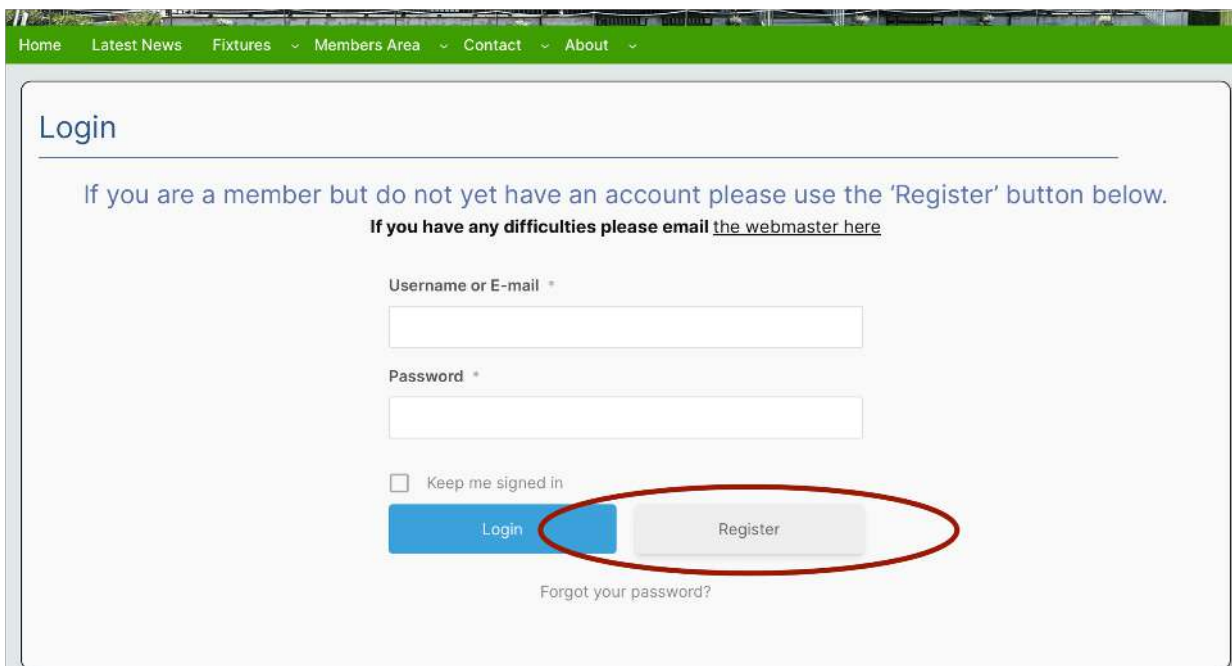 Home Latest News Fixtures Members Area Contact About
Login
If you are a member but do not yet have an account please use the ‘Register’ button below.
If you have any difficulties please email the webmaster here
Username or E-mail *
Password *
Keep me signed in
Login Register
Forgot your password?